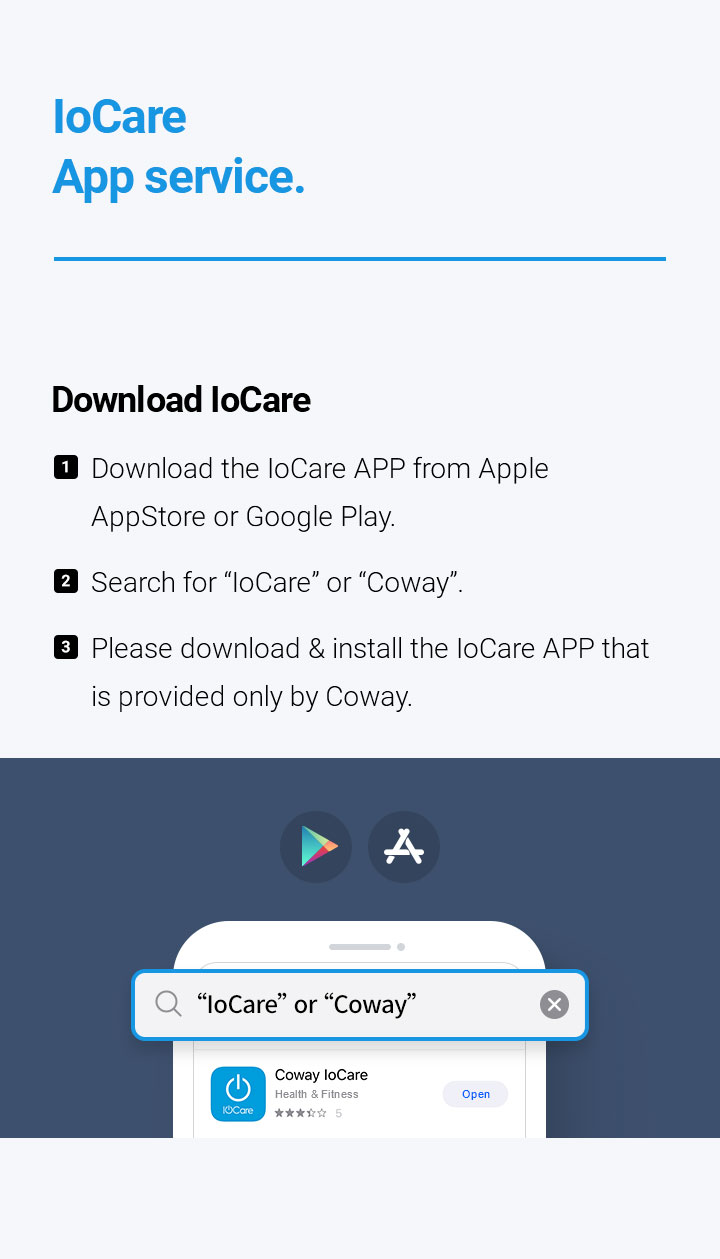 IoCare
App service.
Download IoCare
1 Download the IoCare APP from Apple
AppStore or Google Play.
2 Search for “IoCare” or “Coway”.
3 Please download & install the IoCare APP that
is provided only by Coway.
“IoCare” or “Coway”
Coway IoCare
Health & Fitness
5
Open
IOCare